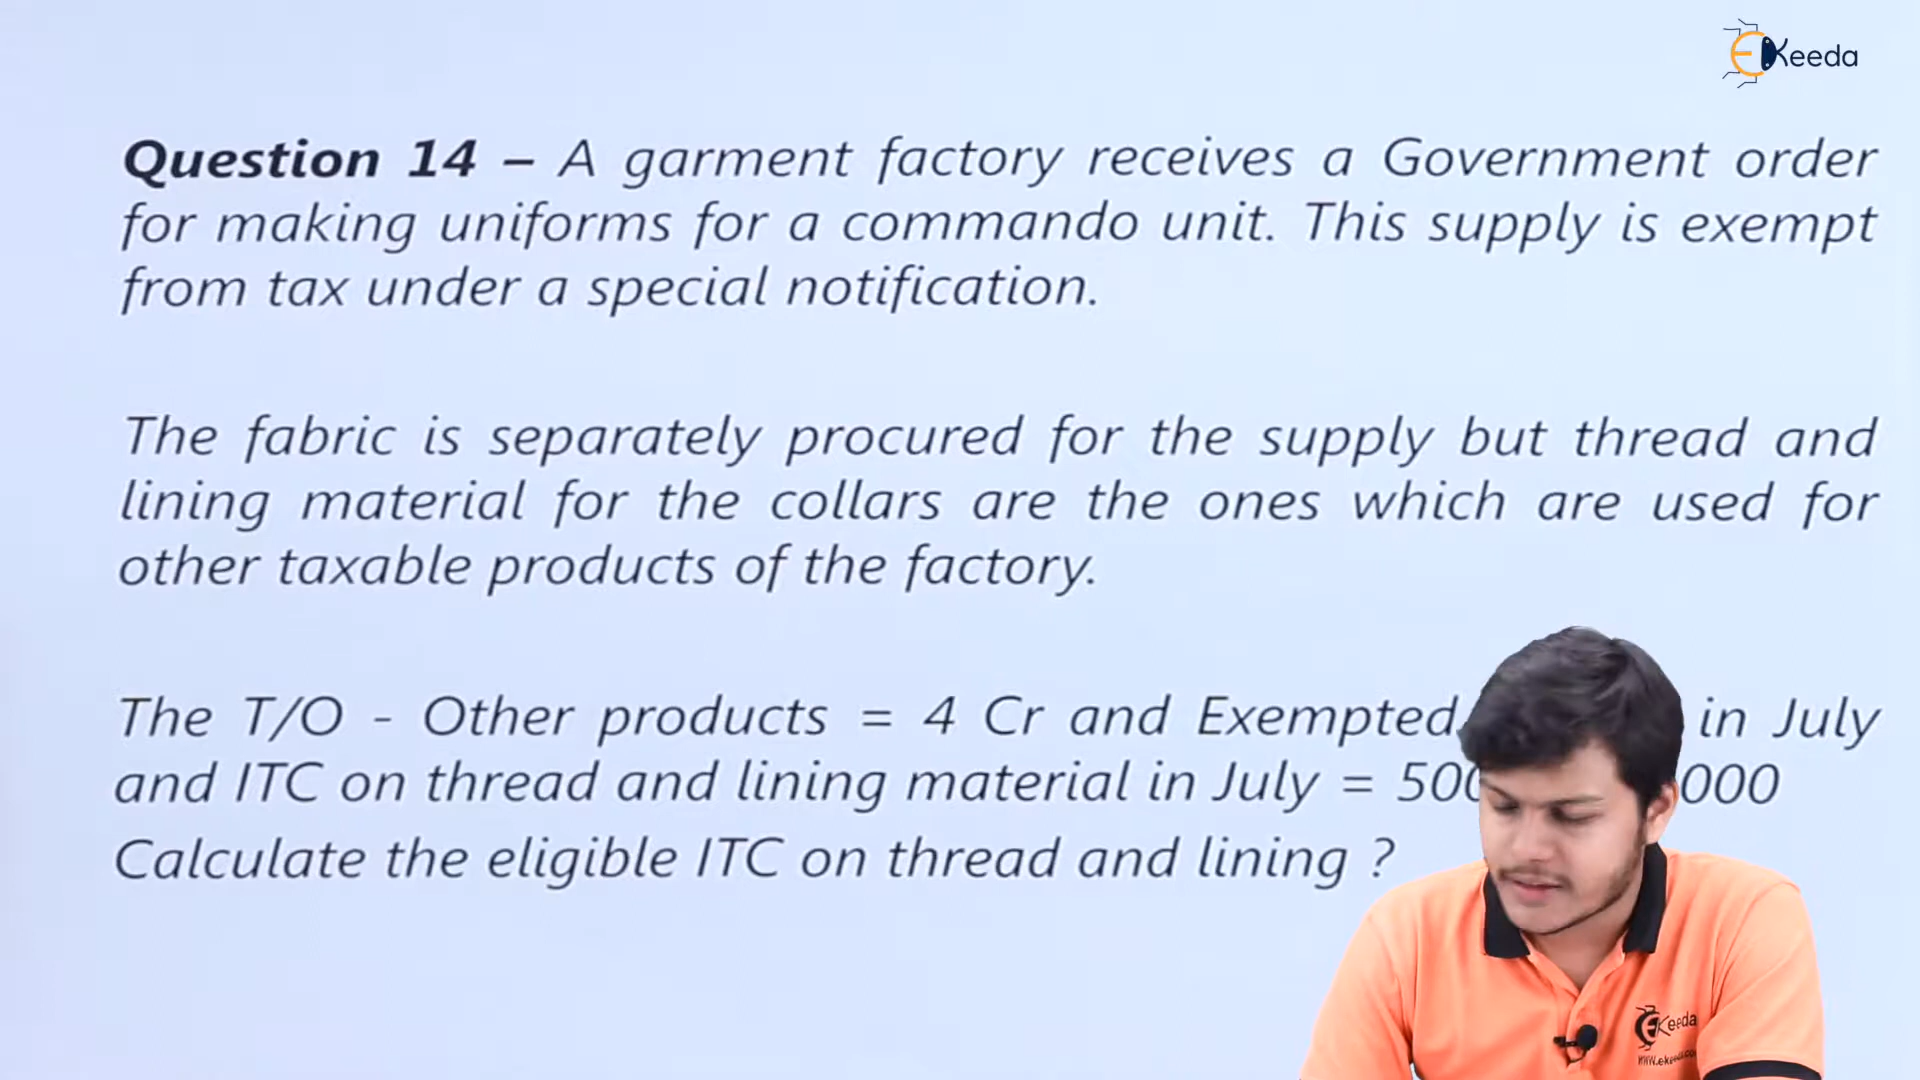 EKeeda
Question 14 – A garment factory receives a Government order
for making uniforms for a commando unit. This supply is exempt
from tax under a special notification.
The fabric is separately procured for the supply but thread and
lining material for the collars are the ones which are used for
other taxable products of the factory.
The T/O - Other products = 4 Cr and Exempted in July
and ITC on thread and lining material in July = 500 000
Calculate the eligible ITC on thread and lining ?
EKeeda